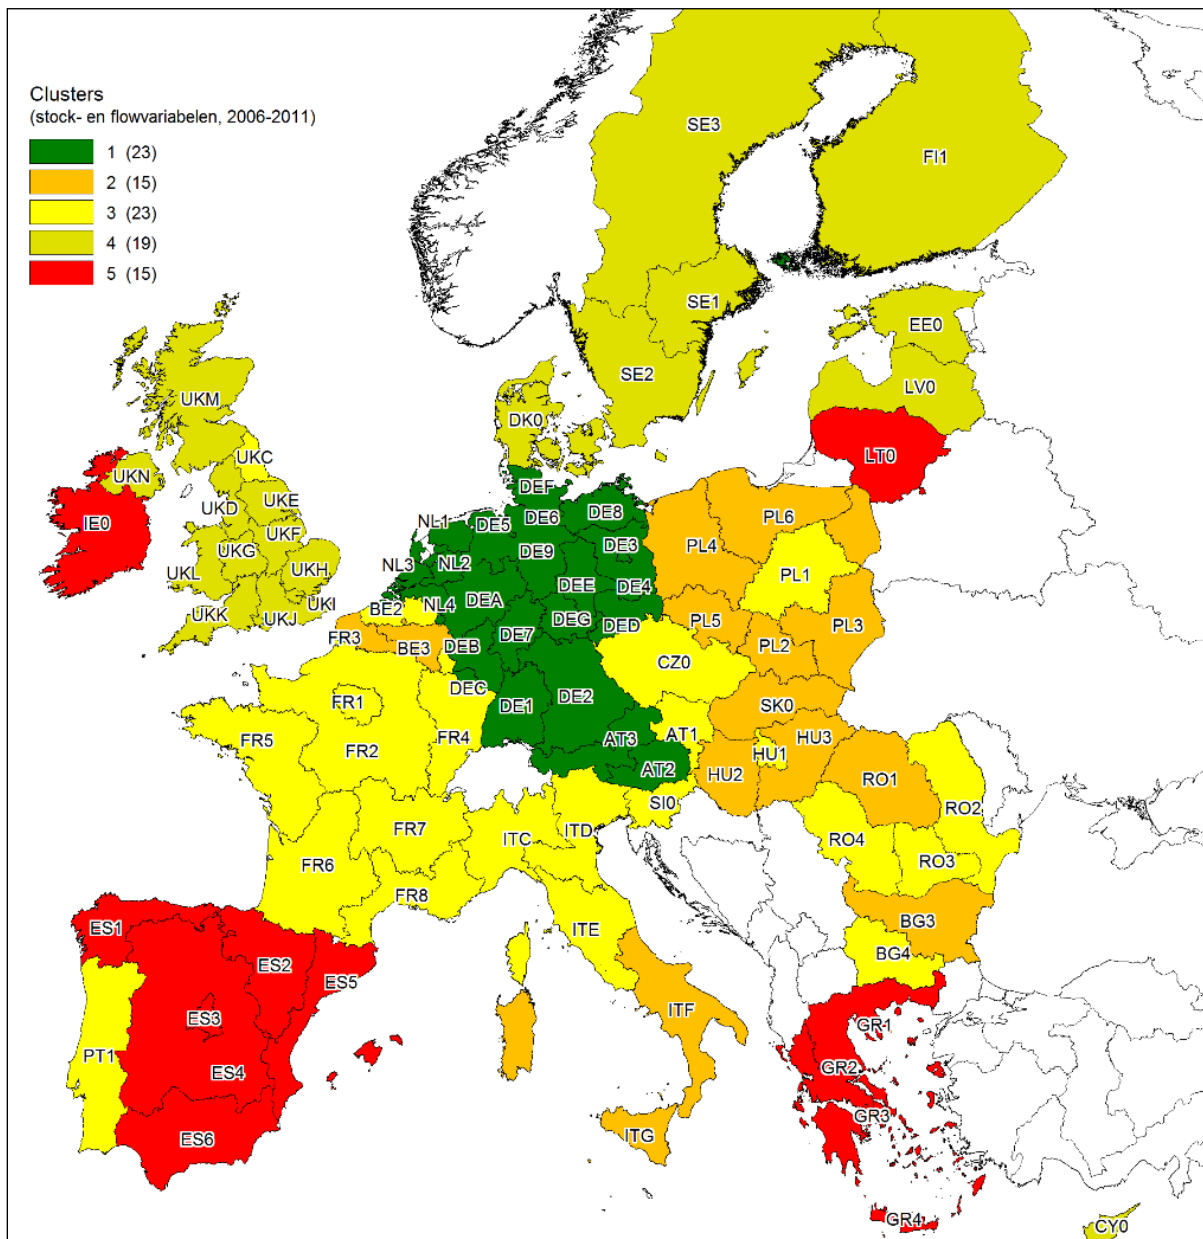 Clusters
(stock- en flowvariabelen, 2006-2011)
1 (23)
2 (15)
3 (23)
4 (19)
5 (15)
SE3
FI1
SE1
EE0
SE2
LV0
UKM
DK0
LT0
UKC
UKN
DEF
UKE
UKD
NL1
DE5
DE6
DE8
PL6
IE0
UKF
DE3
PL4
UKG
NL3
NL2
DE9
UKH
PL1
UKL
DEE
DE4
UKI
NL4
DEA
UKK
UKJ
BE2
DEG
DED
PL5
PL3
FR3
BE3
DEB
DE7
PL2
CZ0
DEC
FR1
DE1
DE2
SK0
FR5
FR2
FR4
AT3
AT1
HU3
HU1
AT2
HU2
RO1
SI0
RO2
FR7
ITC
ITD
RO4
FR6
RO3
FR8
ES1
ITE
BG3
BG4
ES2
ES5
ES3
ITF
GR1
PT1
ES4
GR2
GR3
ES6
ITG
GR4
CY0